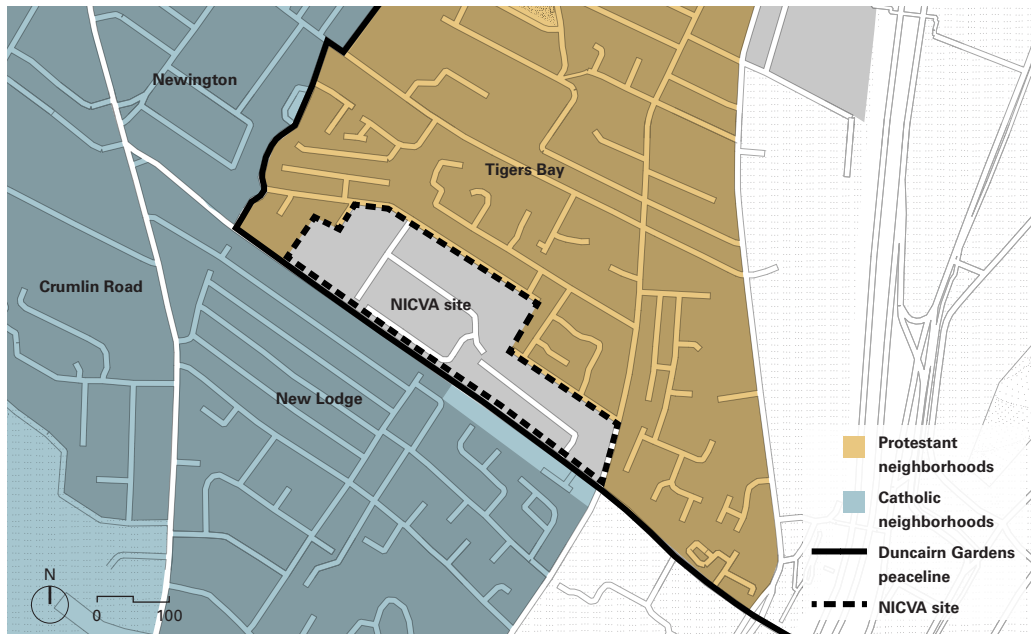 Newington
Tigers Bay
Crumlin Road
NICVA site
New Lodge
Protestant
neighborhoods
Catholic
neighborhoods
Duncairn Gardens
peaceline
NICVA site
N
0 100